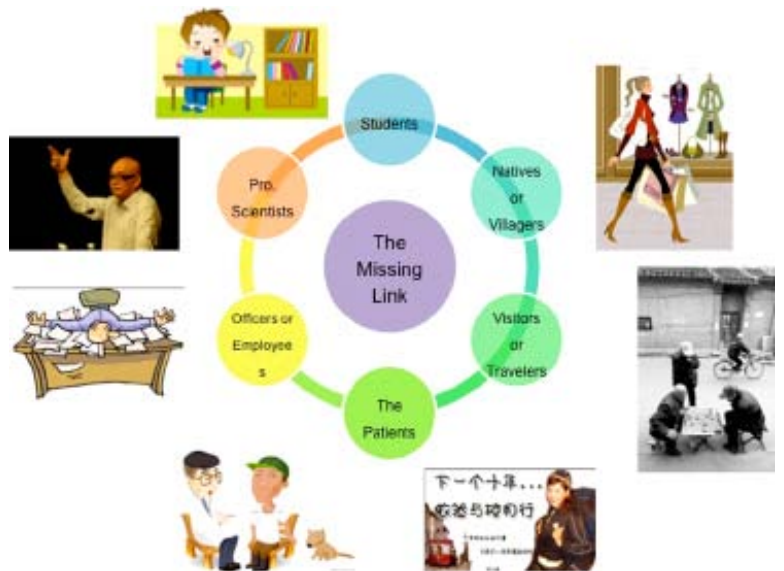 Students
Natives
or
Villagers
Visitors
or
Travelers
The
Patients
Officers or
Employee
s
Pro.
Scientists
The
Missing
Link
下一个十年...